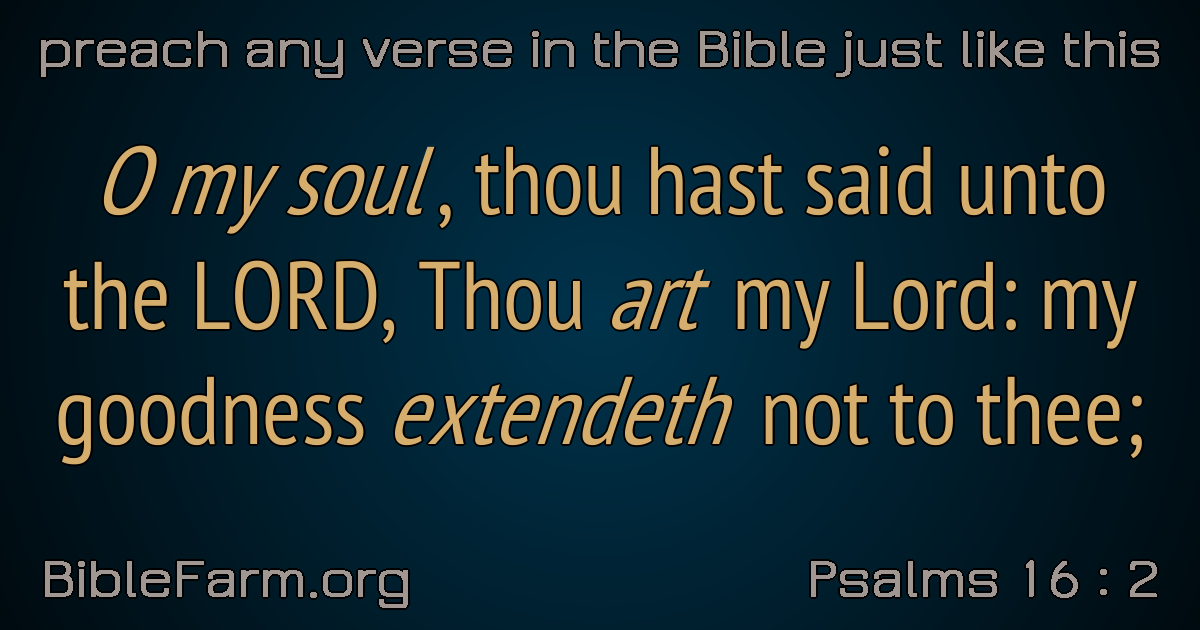 preach any verse in the Bible just like this
O my soul, thou hast said unto
the LORD, Thou art my Lord: my
goodness extendeth not to thee;
BibleFarm.org
Psalms 16 : 2